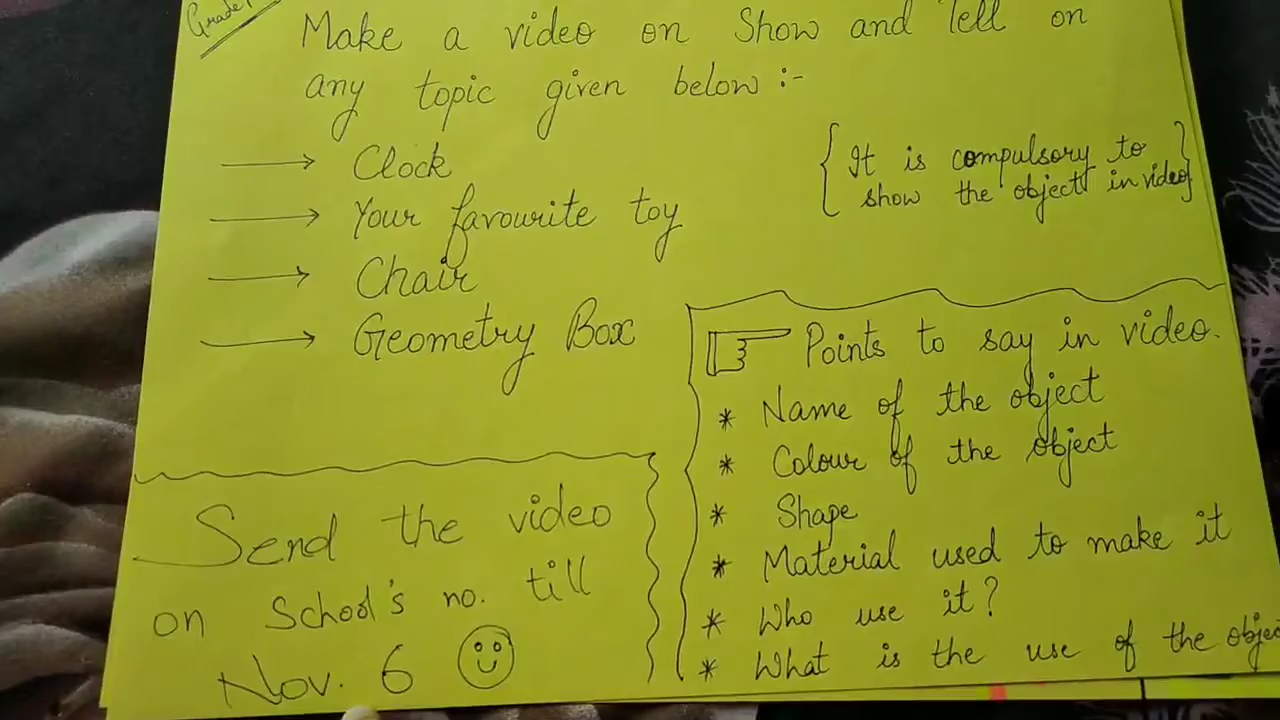 Grade
Make a video on Show and Tell on
any topic given below :-
→ Clock
→ Your favourite toy
→ Chair
→ Geometry Box
{ It is compulsory to
show the object in video }
Points to say in video.
* Name of the object
* Colour of the object
* Shape
* Material used to make it
* Who use it?
* What is the use of the objec
Send the video
on School's no. till
Nov. 6